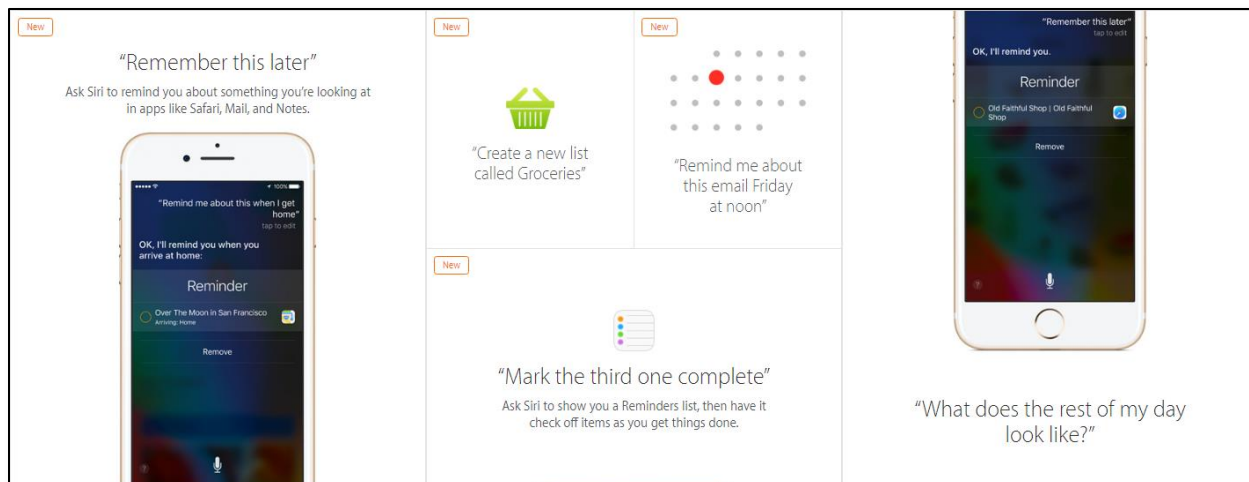 New
“Remember this later”
Ask Siri to remind you about something you’re looking at
in apps like Safari, Mail, and Notes.
100%
“Remind me about this when I get
home”
tap to edit
OK, I’ll remind you when you
arrive at home:
Reminder
Over The Moon in San Francisco
Arriving: Home
Remove
?
New
“Create a new list
called Groceries”
New
“Remind me about
this email Friday
at noon”
New
“Mark the third one complete”
Ask Siri to show you a Reminders list, then have it
check off items as you get things done.
“Remember this later”
tap to edit
OK, I’ll remind you.
Reminder
Old Faithful Shop | Old Faithful
Shop
Remove
?
“What does the rest of my day
look like?”